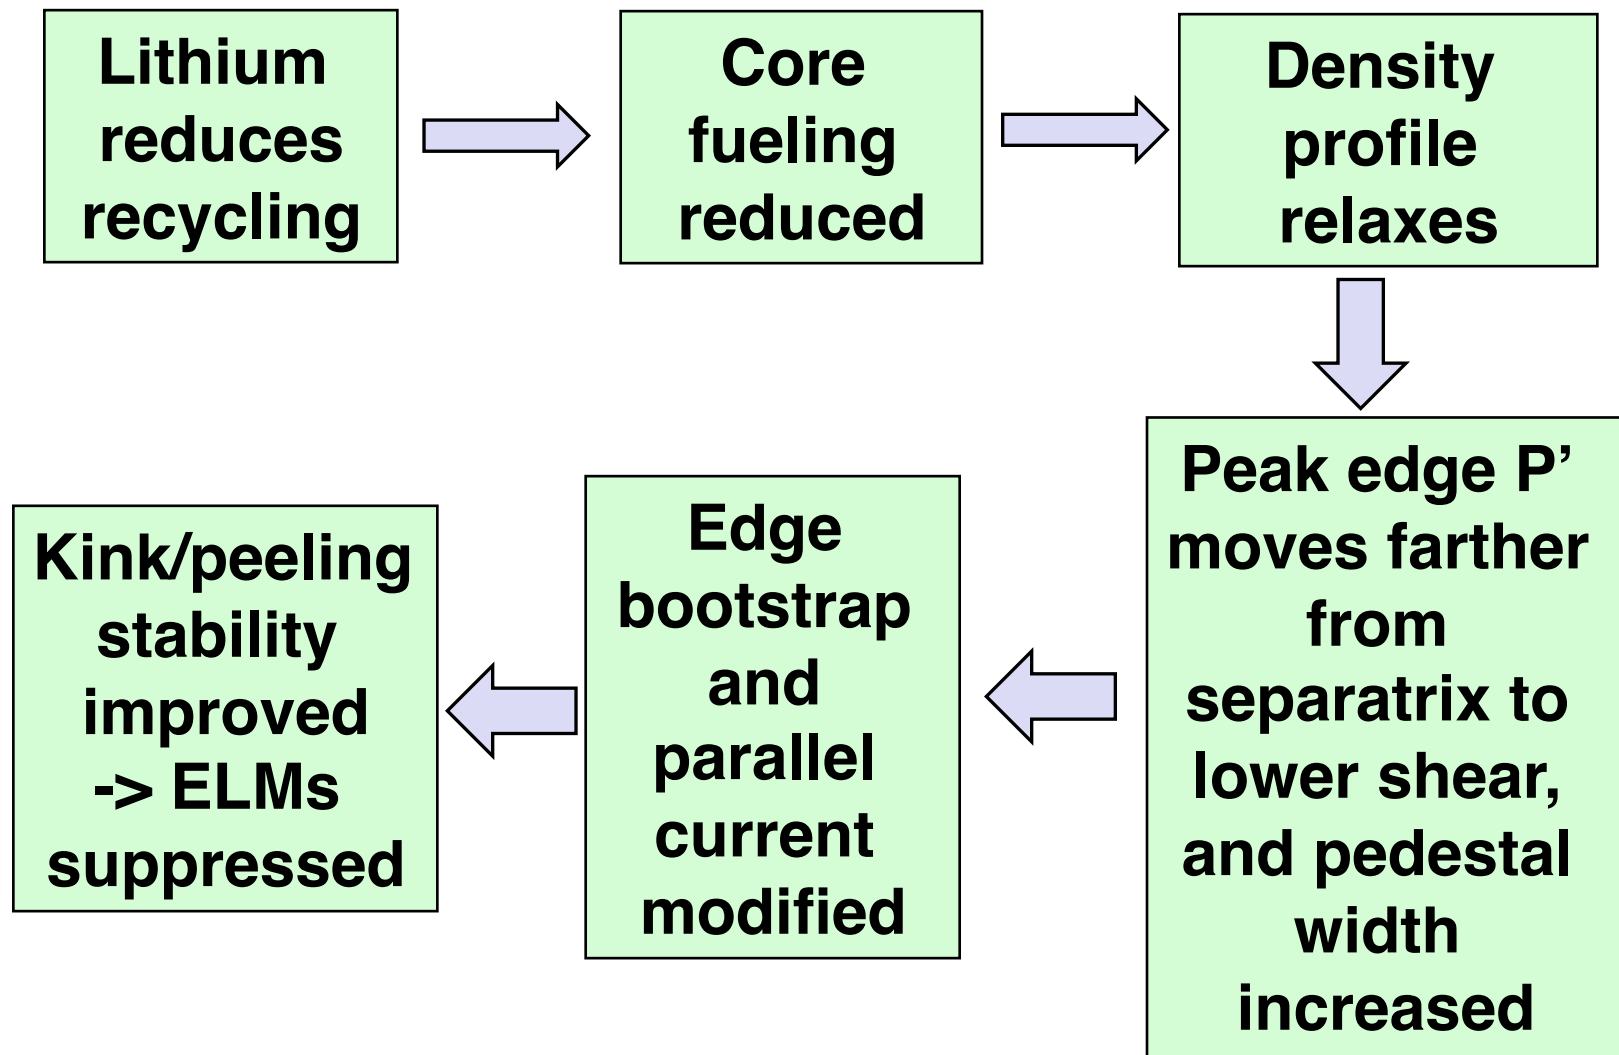 Lithium
reduces
recycling
Core
fueling
reduced
Density
profile
relaxes
Peak edge P’
moves farther
from
separatrix to
lower shear,
and pedestal
width
increased
Edge
bootstrap
and
parallel
current
modified
Kink/peeling
stability
improved
-> ELMs
suppressed